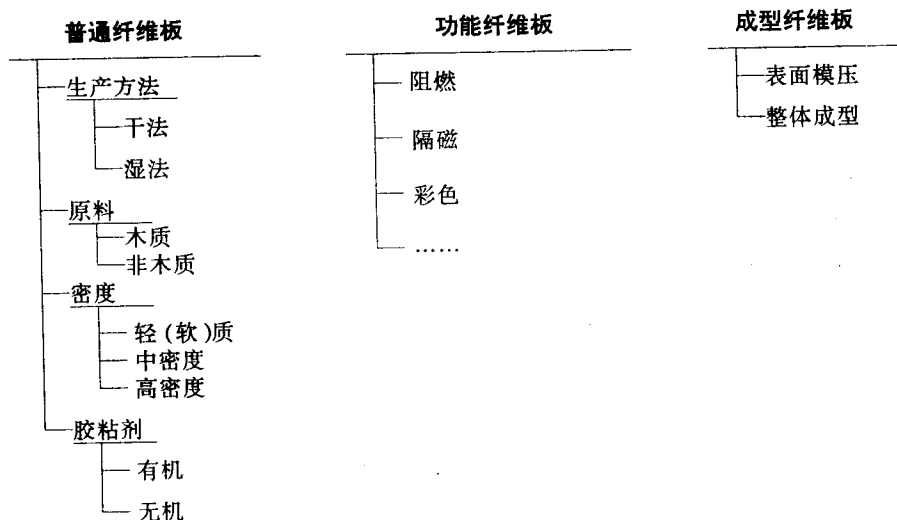 普通纤维板
生产方法
干法
湿法
原料
木质
非木质
密度
轻(软)质
中密度
高密度
胶粘剂
有机
无机
功能纤维板
阻燃
隔磁
彩色
……
成型纤维板
表面模压
整体成型